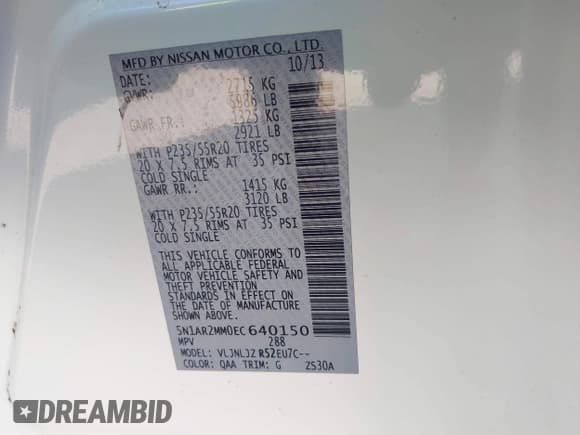 MFD BY NISSAN MOTOR CO., LTD.
DATE: 10/13
GVWR: 2715 KG
5986 LB
GAWR FR.: 1325 KG
2921 LB
WITH P235/55R20 TIRES
20 X 7.5 RIMS AT 35 PSI
COLD SINGLE
GAWR RR.: 1415 KG
3120 LB
WITH P235/55R20 TIRES
20 X 7.5 RIMS AT 35 PSI
COLD SINGLE
THIS VEHICLE CONFORMS TO
ALL APPLICABLE FEDERAL
MOTOR VEHICLE SAFETY AND
THEFT PREVENTION
STANDARDS IN EFFECT ON
THE DATE OF MANUFACTURE
SHOWN ABOVE.
5N1AR2MM0EC640150
MPV 288
MODEL: VLJNLJZ R52EU7C--
COLOR: QAA TRIM: G 2S30A
DREAMBID